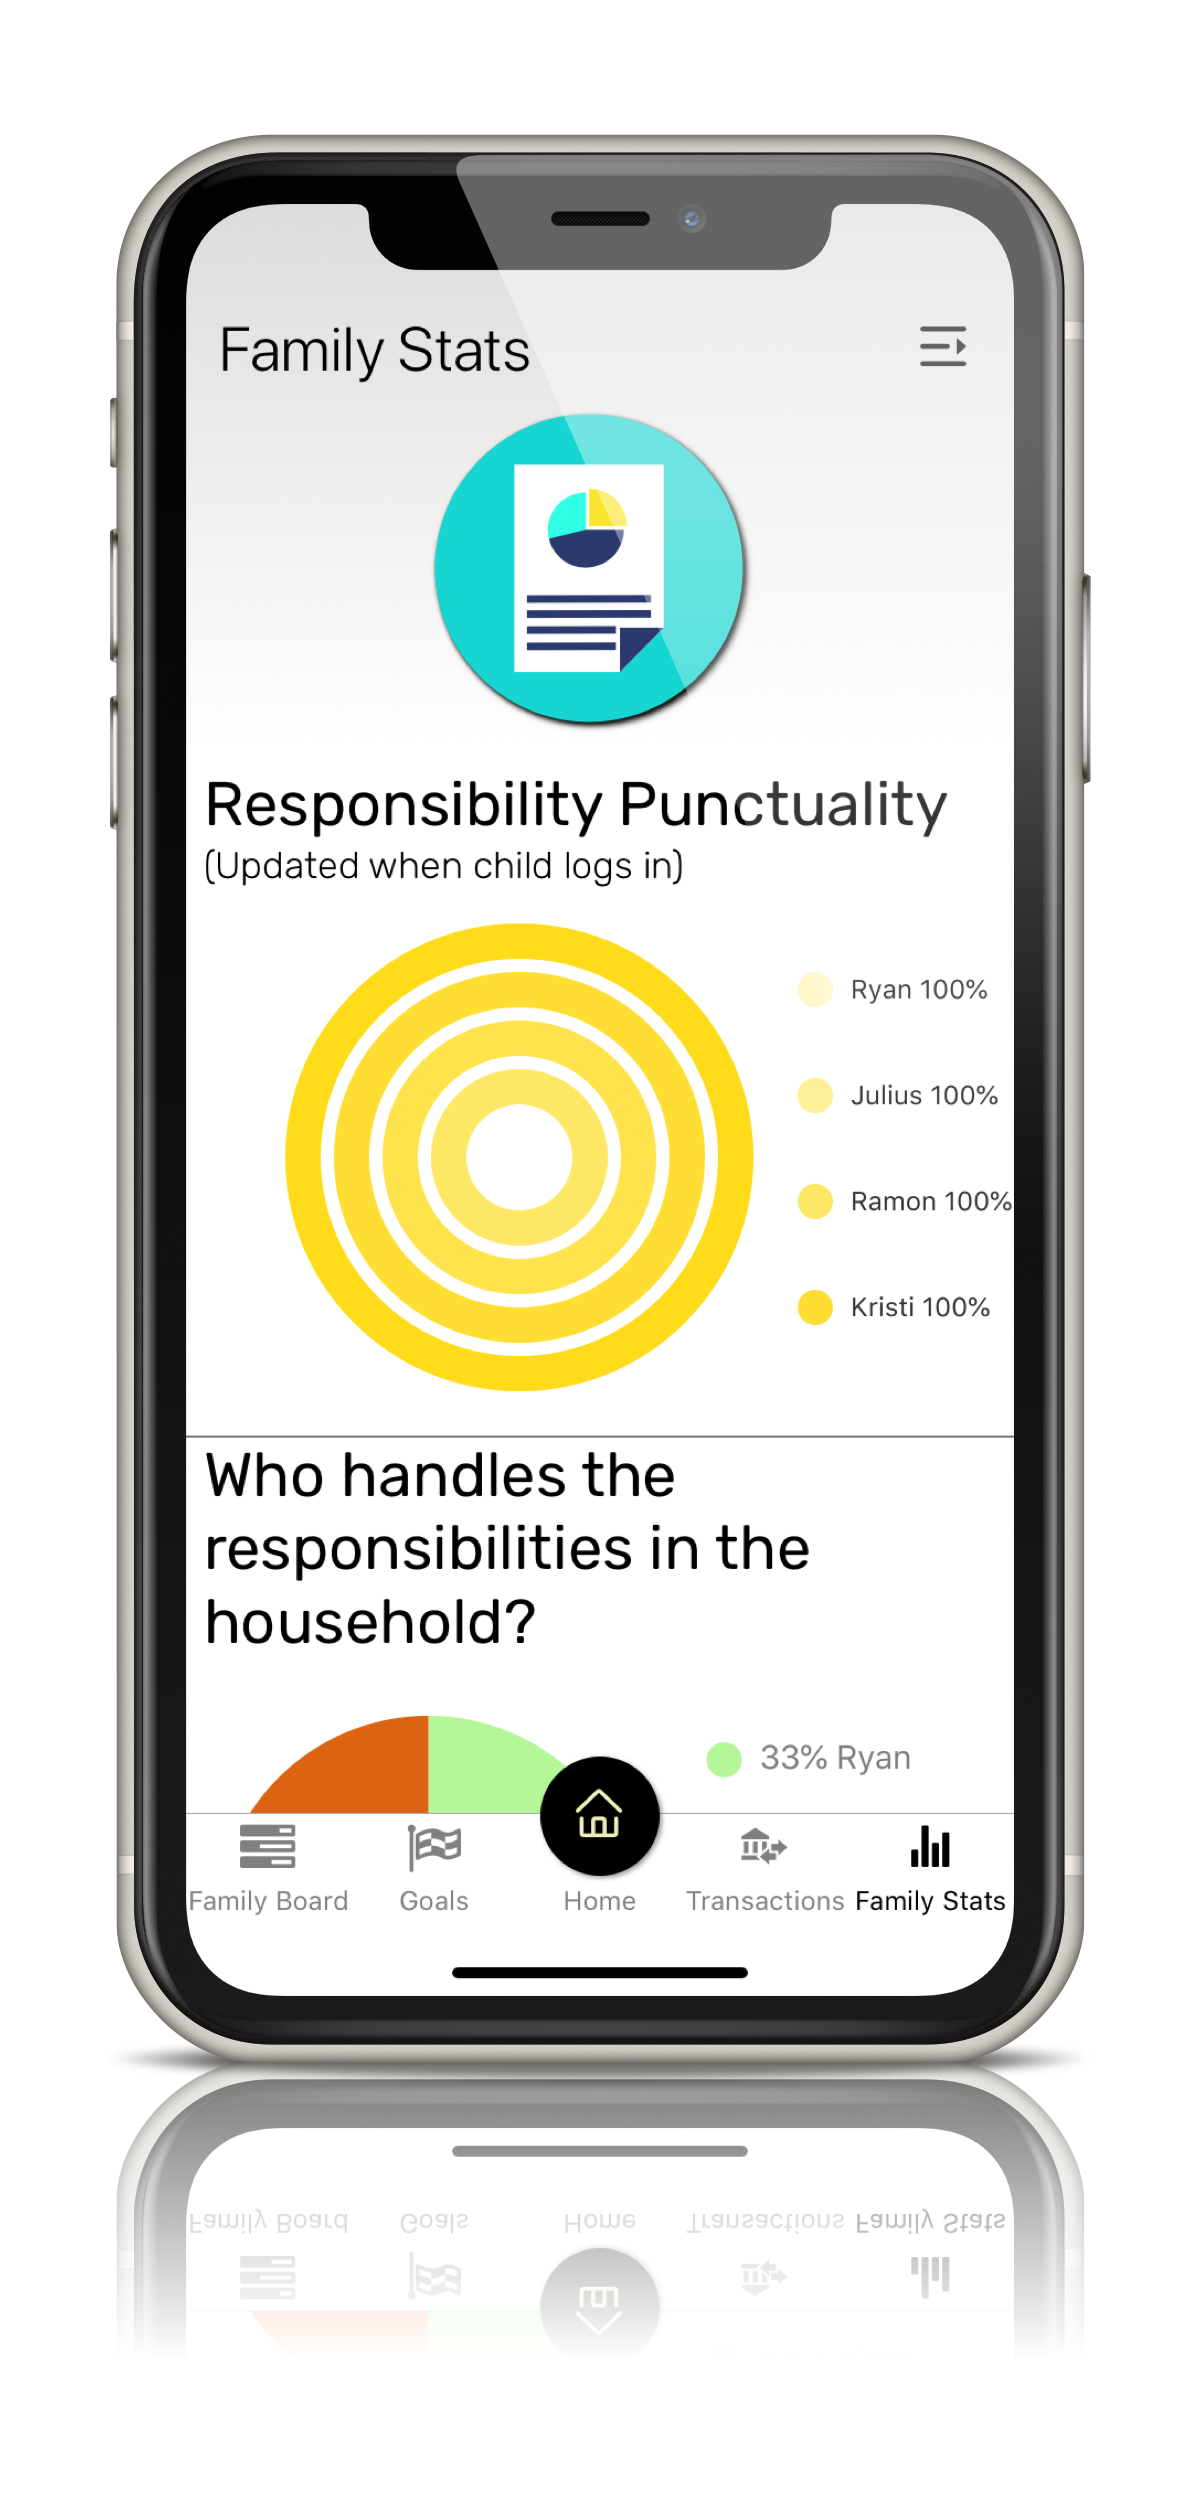 Family Stats
Responsibility Punctuality
(Updated when child logs in)
Ryan 100%
Julius 100%
Ramon 100%
Kristi 100%
Who handles the
responsibilities in the
household?
33% Ryan
Family Board
Goals
Home
Transactions
Family Stats